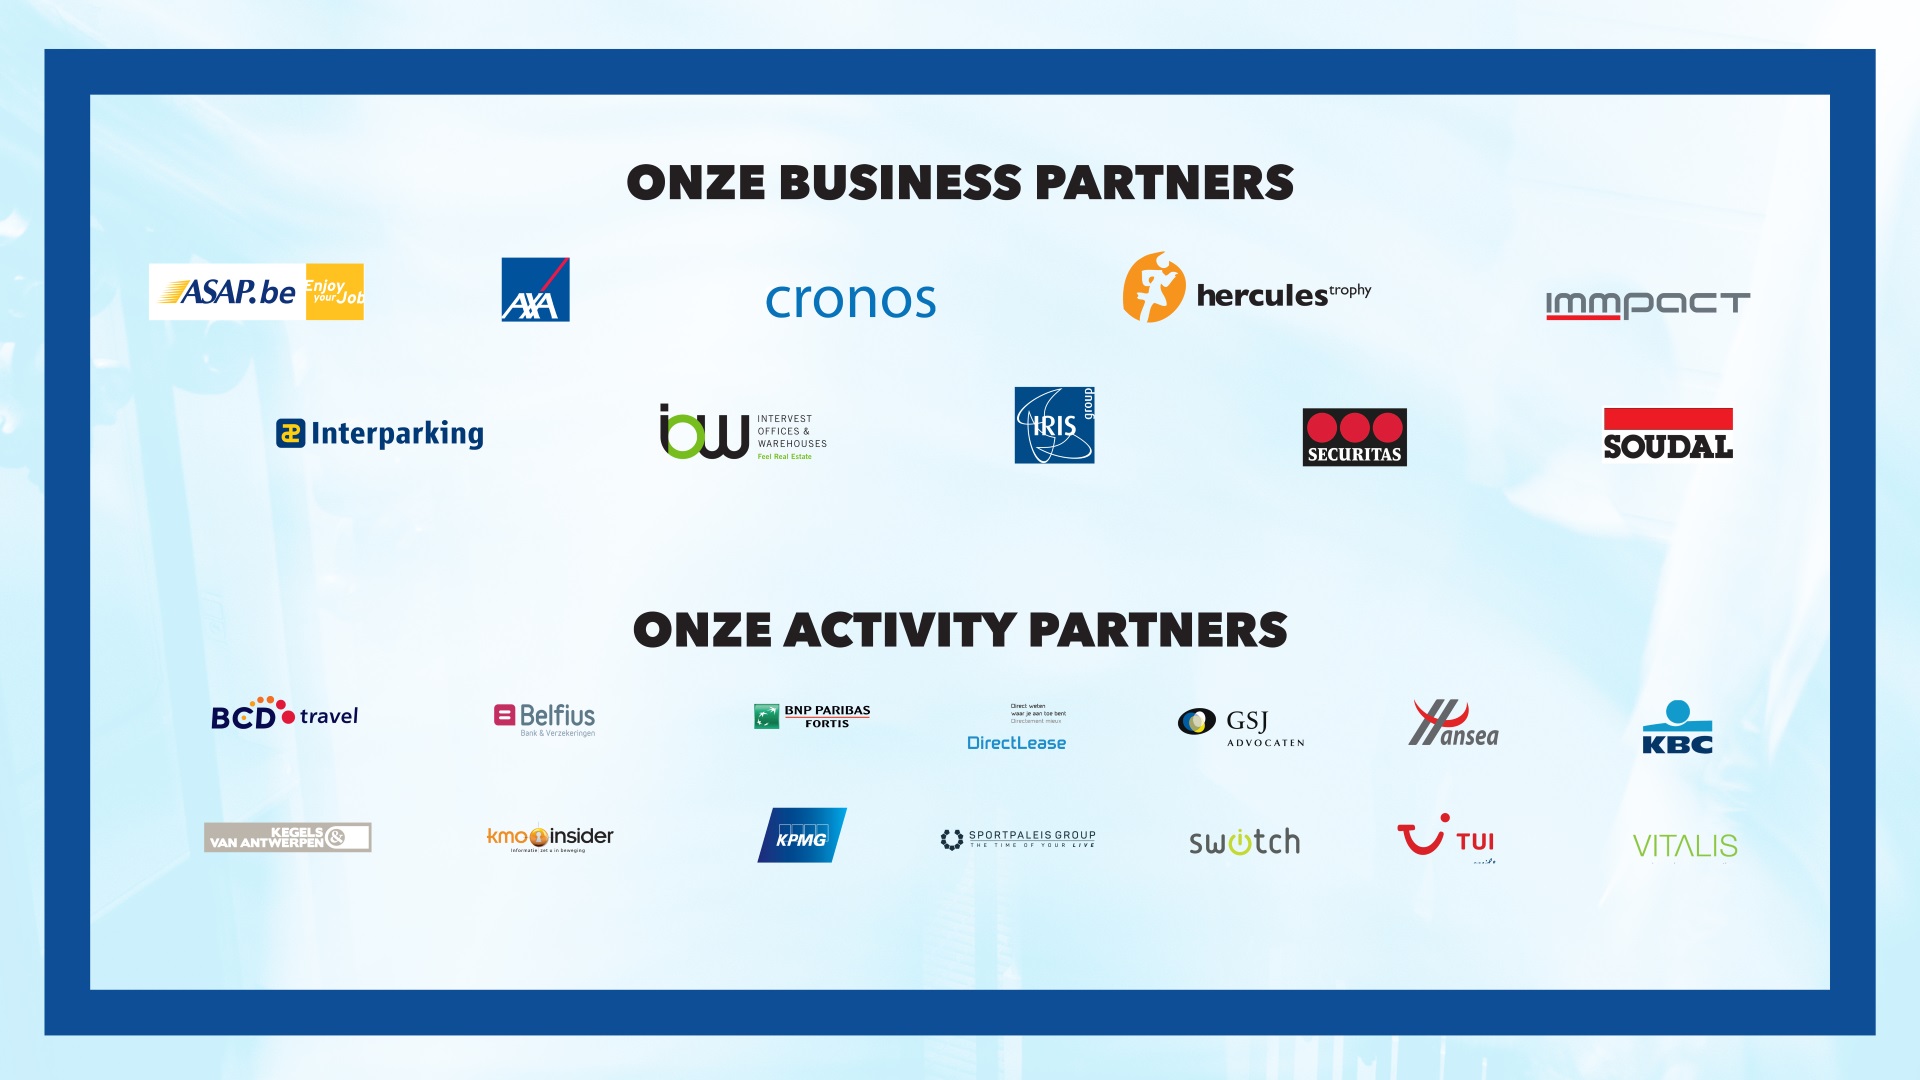 ONZE BUSINESS PARTNERS
ASAP.be Enjoy your Job
AXA
cronos
hercules trophy
immpact
Interparking
iow INTERVEST
OFFICES &
WAREHOUSES
Feel Real Estate
IRIS group
SECURITAS
SOUDAL
ONZE ACTIVITY PARTNERS
BCD travel
Belfius
Bank & Verzekeringen
BNP PARIBAS
FORTIS
Direct weten
waar je aan toe bent
Directement mieux
DirectLease
GSJ
ADVOCATEN
Hansea
KBC
KEGELS &
VAN ANTWERPEN
kmo insider
Informatie zet u in beweging
KPMG
SPORTPALEIS GROUP
THE TIME OF YOUR LIVE
switch
TUI
VITALIS